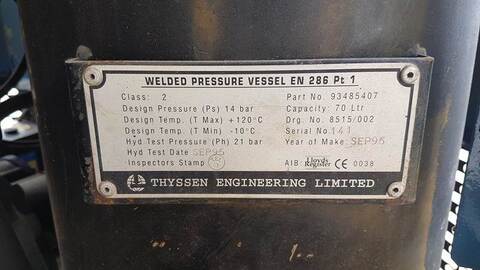 WELDED PRESSURE VESSEL EN 286 Pt 1
Class: 2 Part No. 93485407
Design Pressure (Ps) 14 bar Capacity: 70 Ltr
Design Temp. (T Max) +120°C Drg. No: 8515/002
Design Temp. (T Min) -10°C Serial No. 141
Hyd Test Pressure (Ph) 21 bar Year of Make SEP95
Hyd Test Date SEP95
Inspectors Stamp AIB Lloyds Register CE 0038
THYSSEN ENGINEERING LIMITED